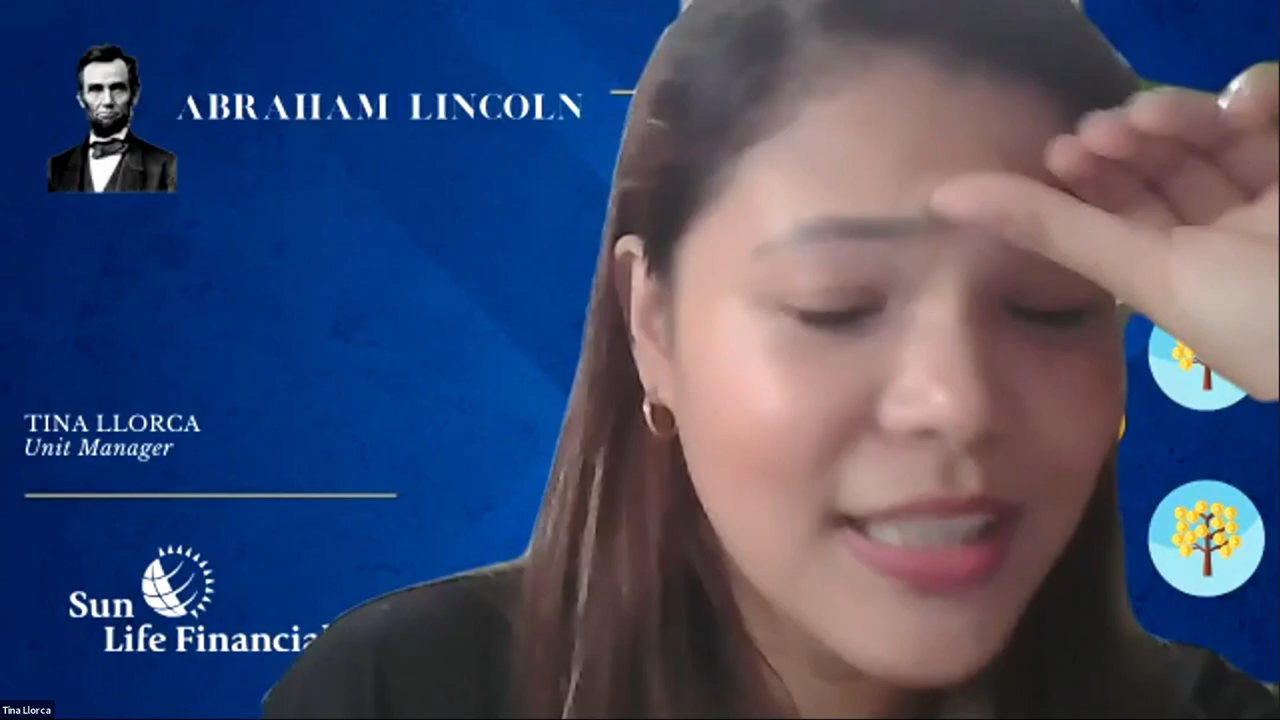 ABRAHAM LINCOLN
TINA LLORCA
Unit Manager
Sun
Life Financial
Tina Llorca